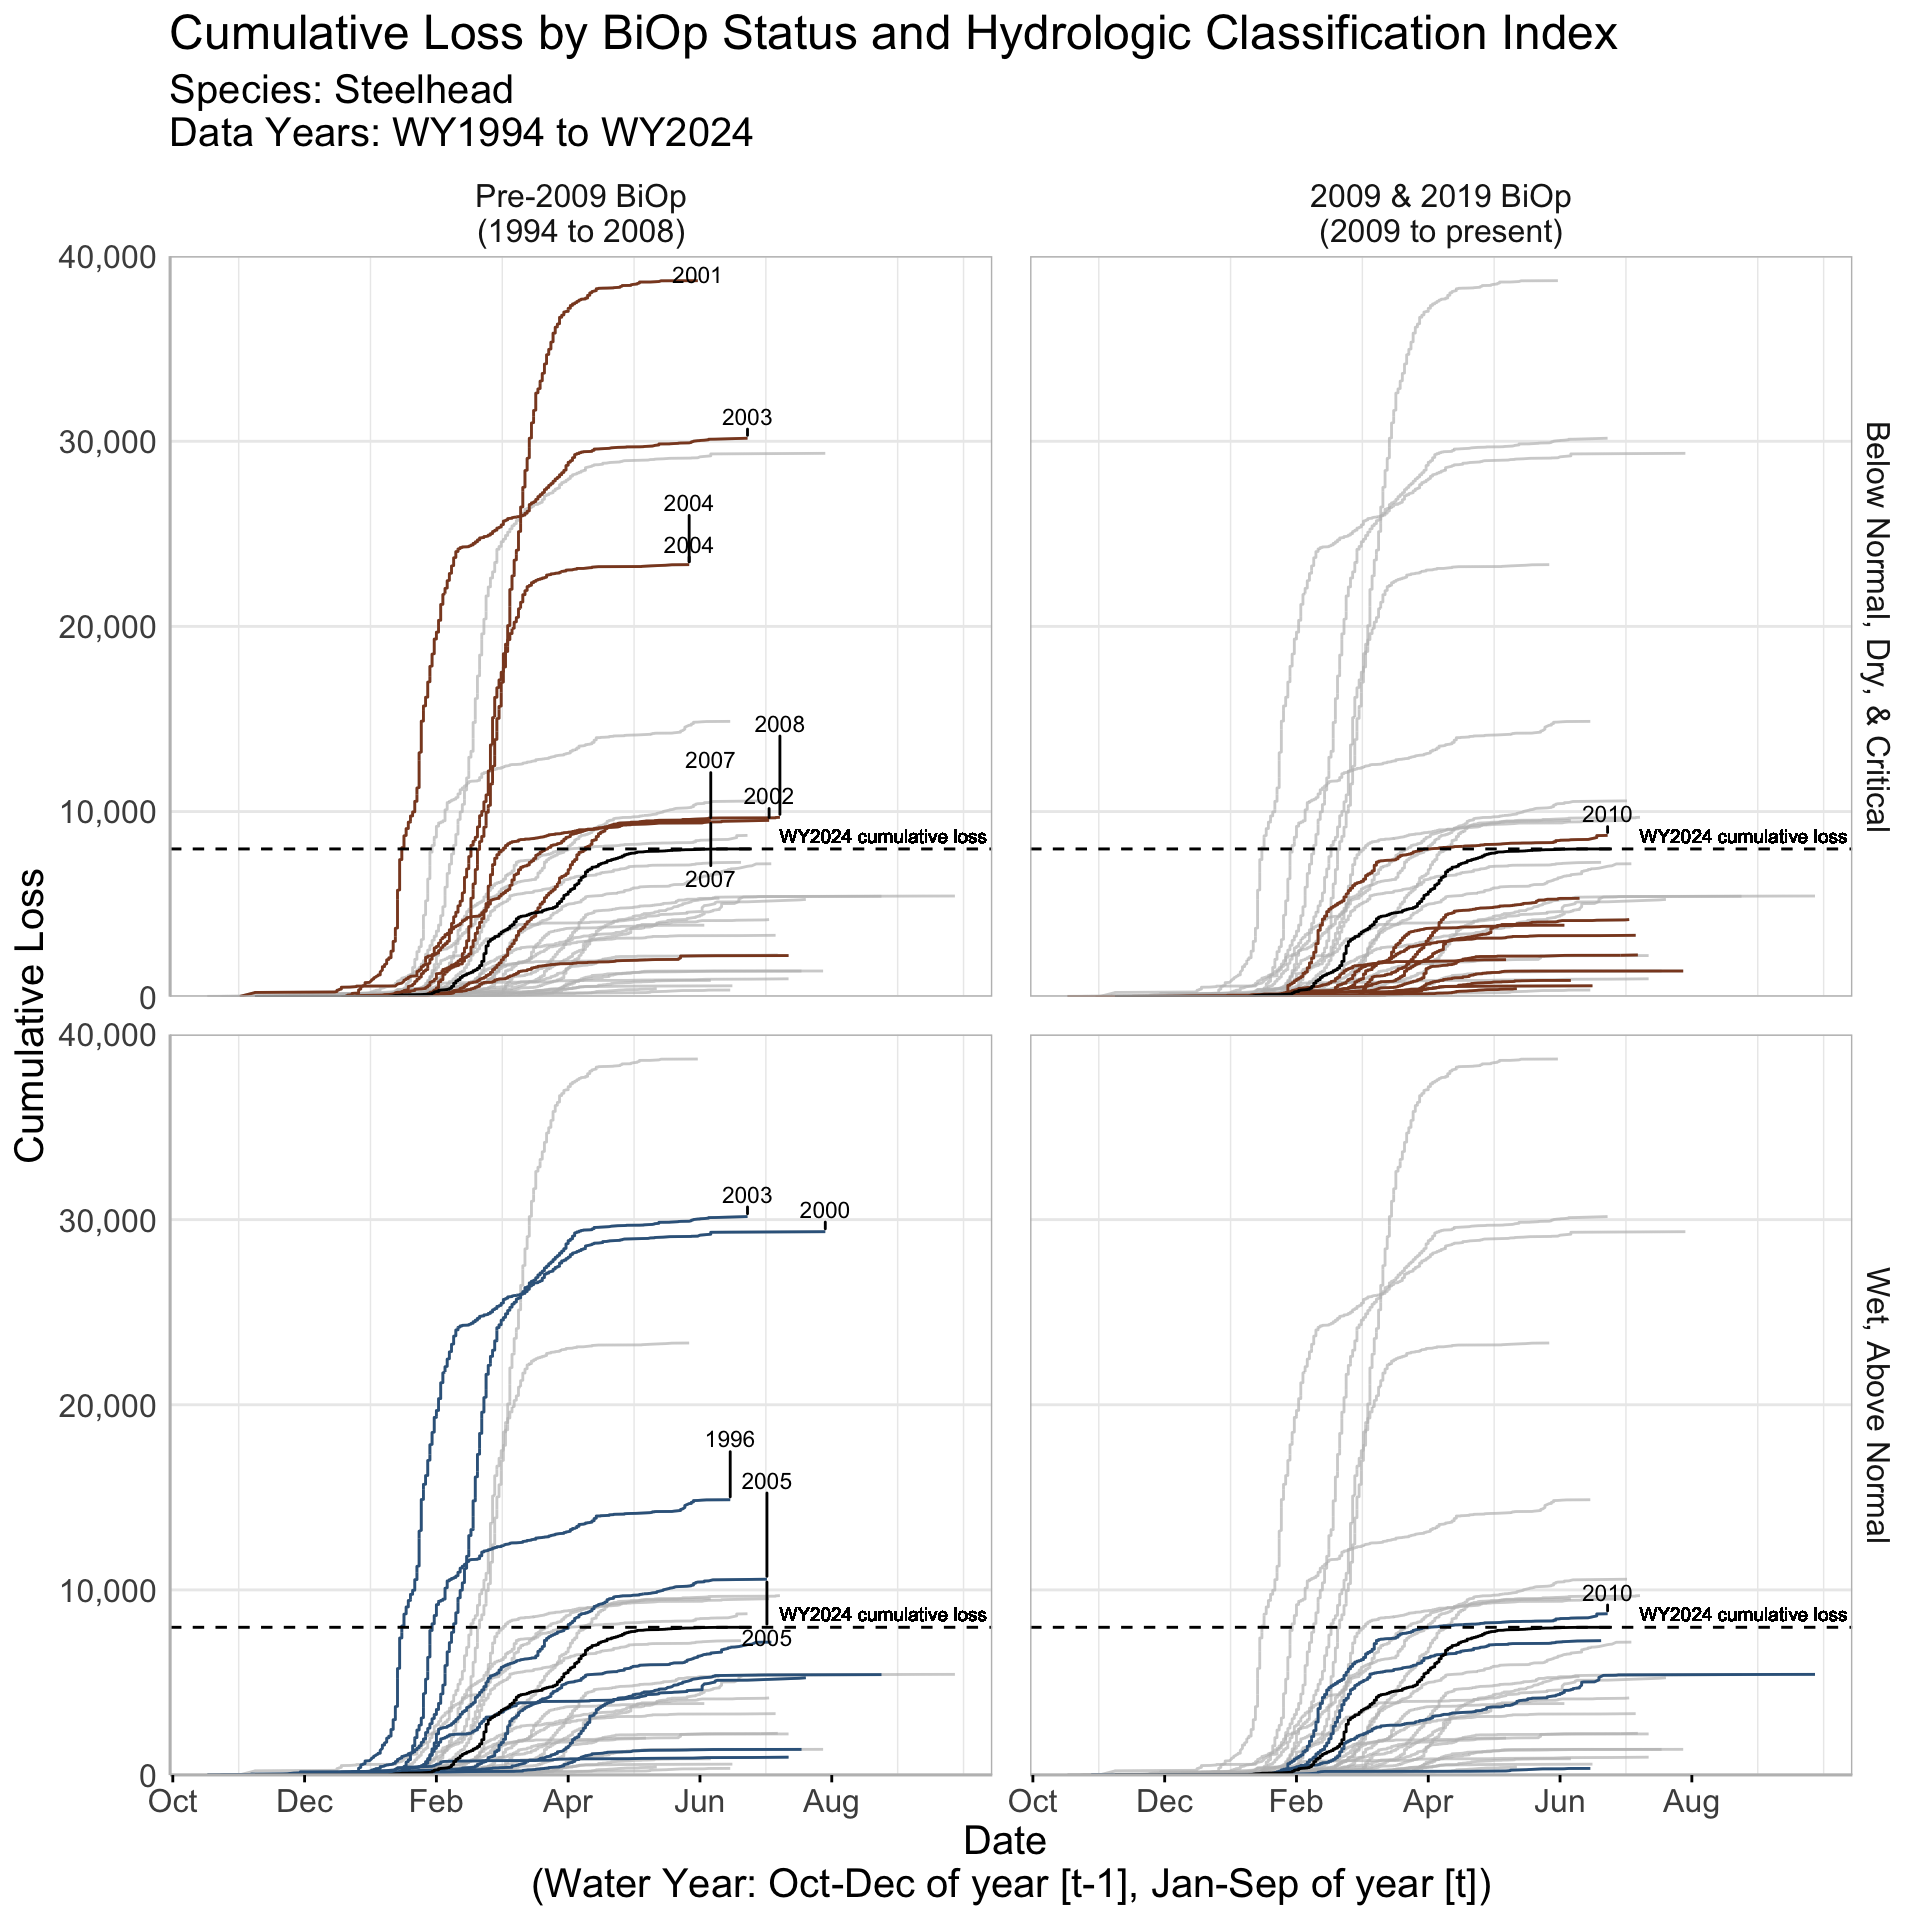 Cumulative Loss by BiOp Status and Hydrologic Classification Index
Species: Steelhead
Data Years: WY1994 to WY2024
Pre-2009 BiOp
(1994 to 2008)
2009 & 2019 BiOp
(2009 to present)
Cumulative Loss
40,000
30,000
20,000
10,000
0
2001
2003
2004
2004
2008
2007
2002
WY2024 cumulative loss
2007
2010
WY2024 cumulative loss
Below Normal, Dry, & Critical
40,000
30,000
20,000
10,000
0
2003
2000
1996
2005
WY2024 cumulative loss
2005
2010
WY2024 cumulative loss
Wet, Above Normal
Oct Dec Feb Apr Jun Aug
Oct Dec Feb Apr Jun Aug
Date
(Water Year: Oct-Dec of year [t-1], Jan-Sep of year [t])